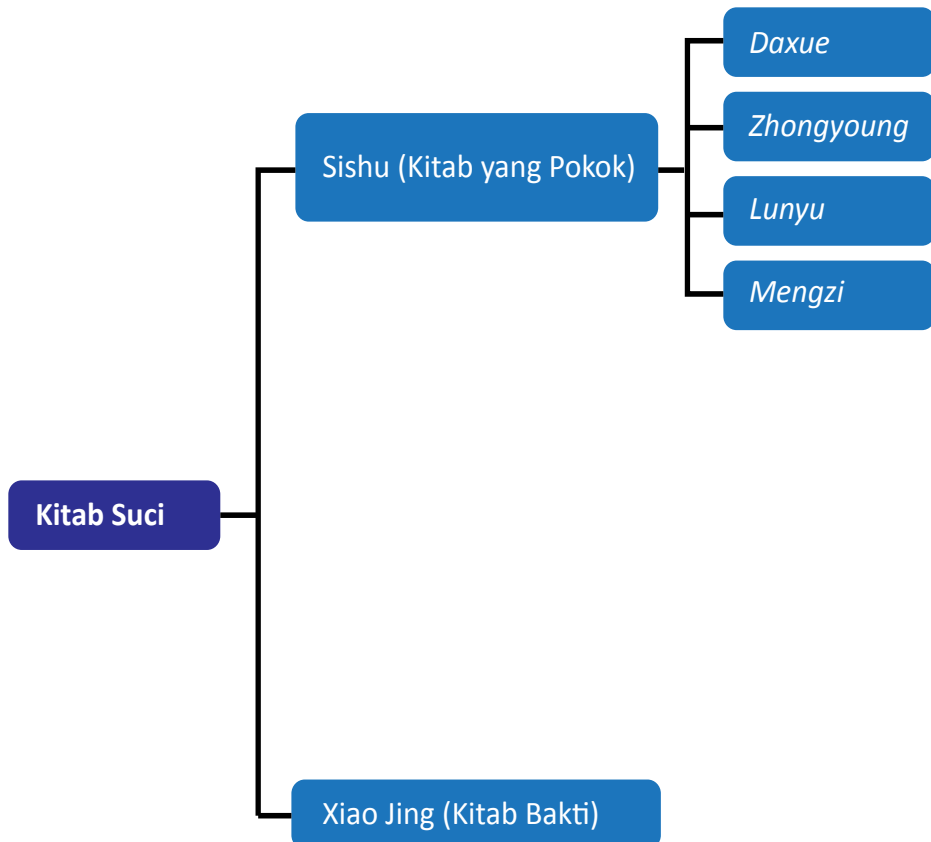 Daxue
Zhongyoung
Sishu (Kitab yang Pokok)
Lunyu
Mengzi
Kitab Suci
Xiao Jing (Kitab Bakti)